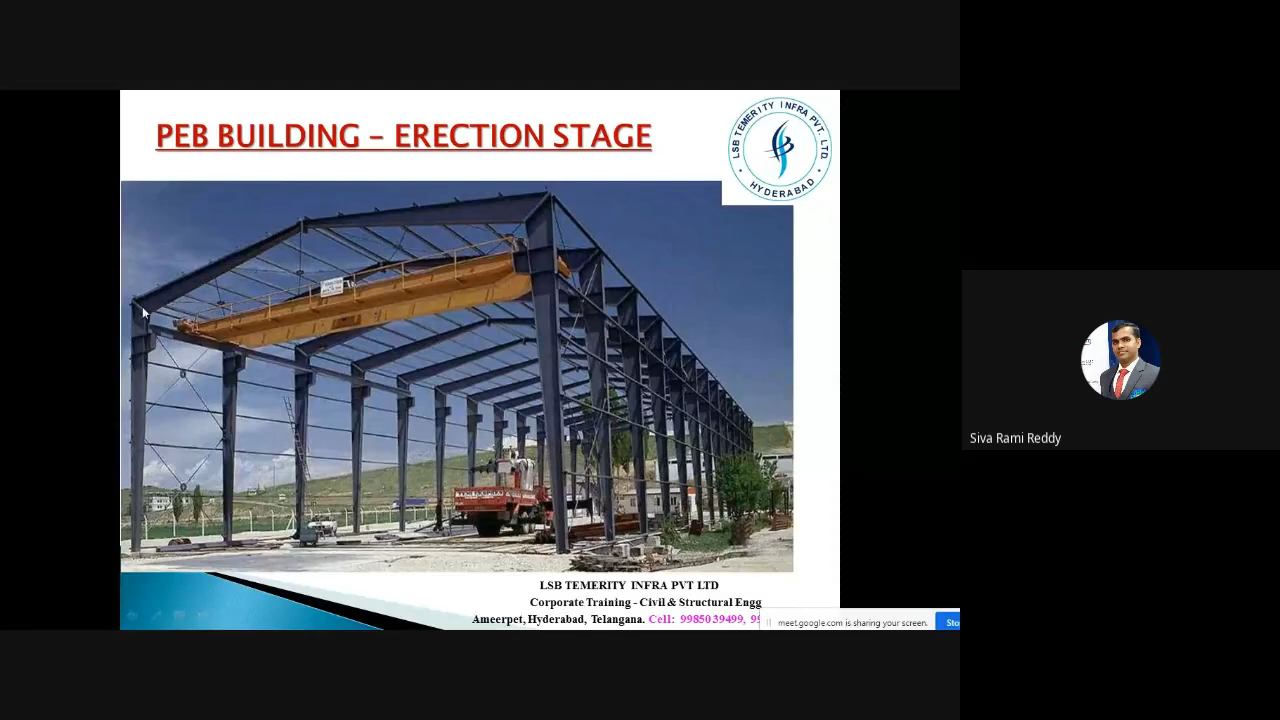 PEB BUILDING – ERECTION STAGE
LSB TEMERITY INFRA PVT. LTD.
• HYDERABAD •
Siva Rami Reddy
LSB TEMERITY INFRA PVT LTD
Corporate Training - Civil & Structural Engg
Ameerpet, Hyderabad, Telangana. Cell: 9985039499, 99
meet.google.com is sharing your screen.
Sto